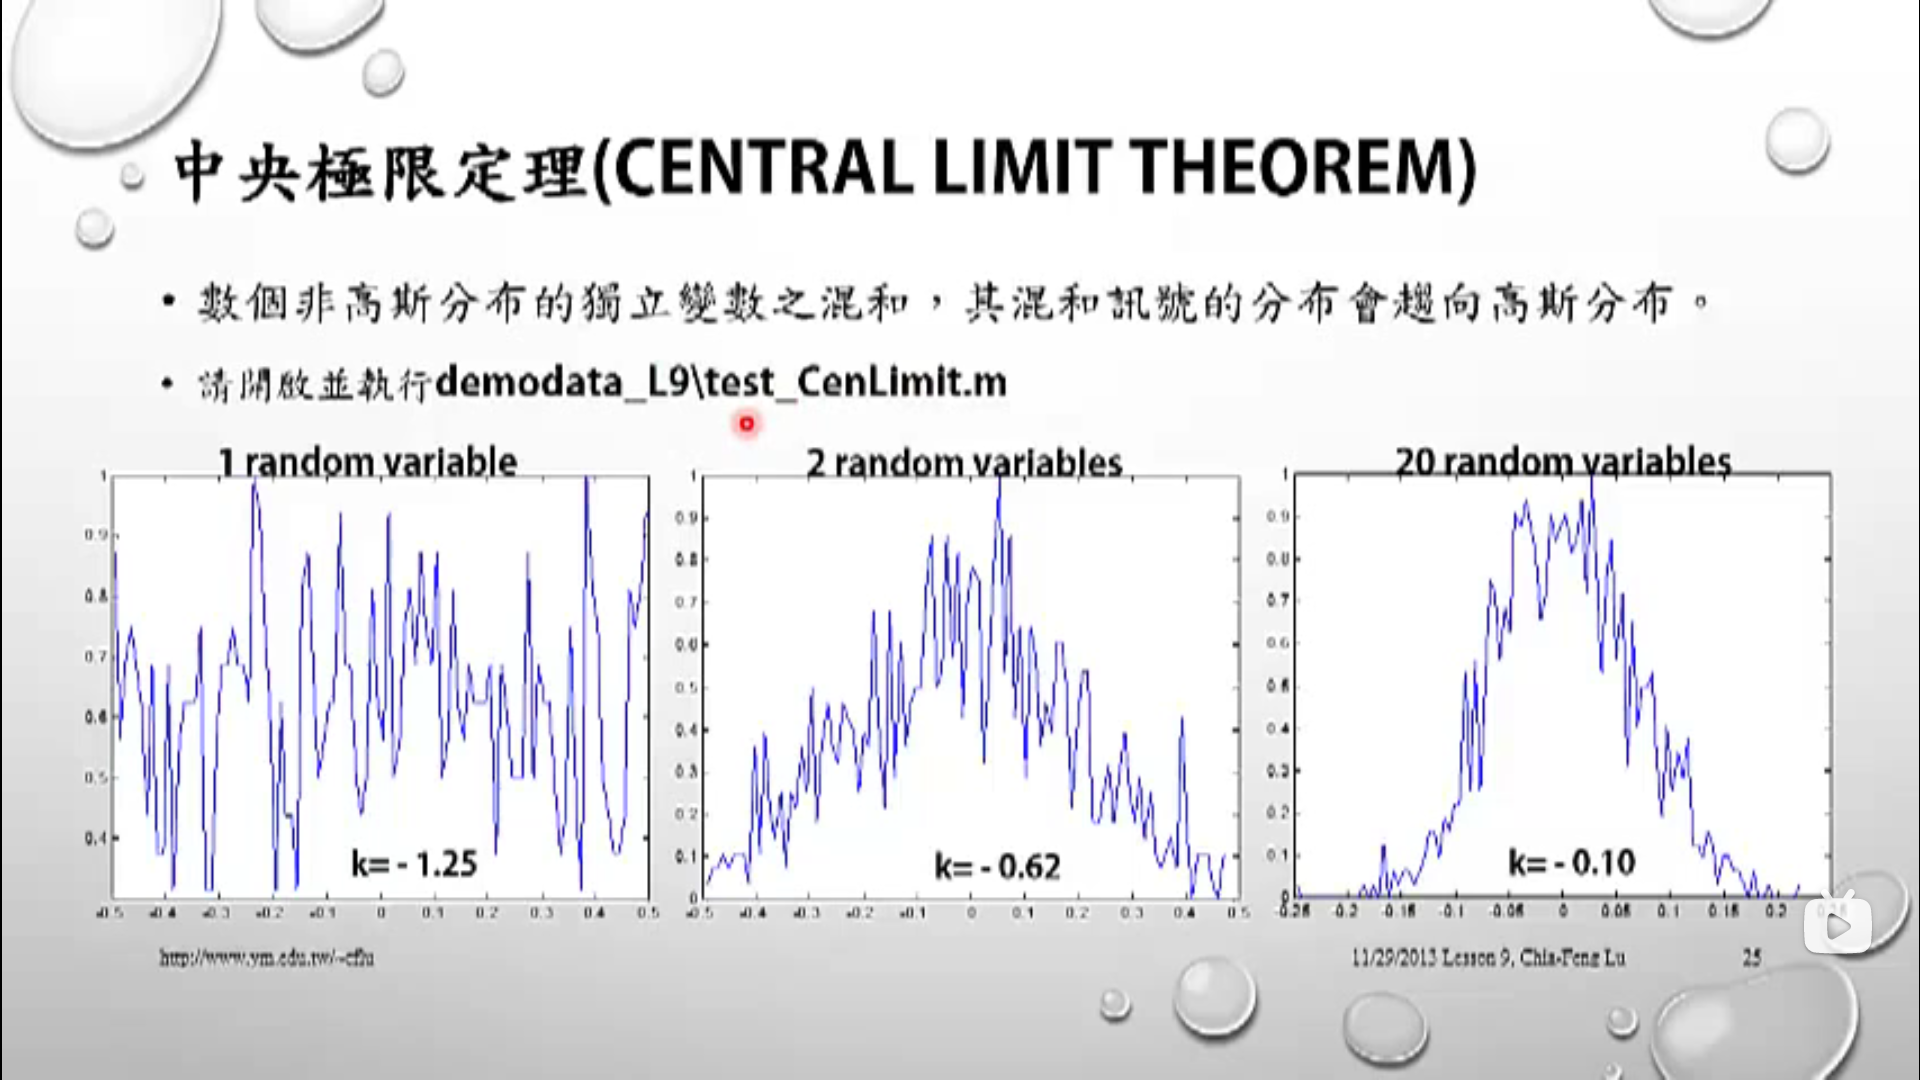 中央極限定理(CENTRAL LIMIT THEOREM)
• 數個非高斯分布的獨立變數之混和，其混和訊號的分布會趨向高斯分布。
• 請開啟並執行demodata_L9\test_CenLimit.m
1 random variable
1
0.9
0.8
0.7
0.6
0.5
0.4
k= - 1.25
-0.5 -0.4 -0.3 -0.2 -0.1 0 0.1 0.2 0.3 0.4 0.5
2 random variables
1
0.9
0.8
0.7
0.6
0.5
0.4
0.3
0.2
0.1
0
k= - 0.62
-0.5 -0.4 -0.3 -0.2 -0.1 0 0.1 0.2 0.3 0.4 0.5
20 random variables
1
0.9
0.8
0.7
0.6
0.5
0.4
0.3
0.2
0.1
0
k= - 0.10
-0.25 -0.2 -0.15 -0.1 -0.05 0 0.05 0.1 0.15 0.2
http://www.ym.edu.tw/~cflu
11/29/2013 Lesson 9, Chia-Feng Lu
25